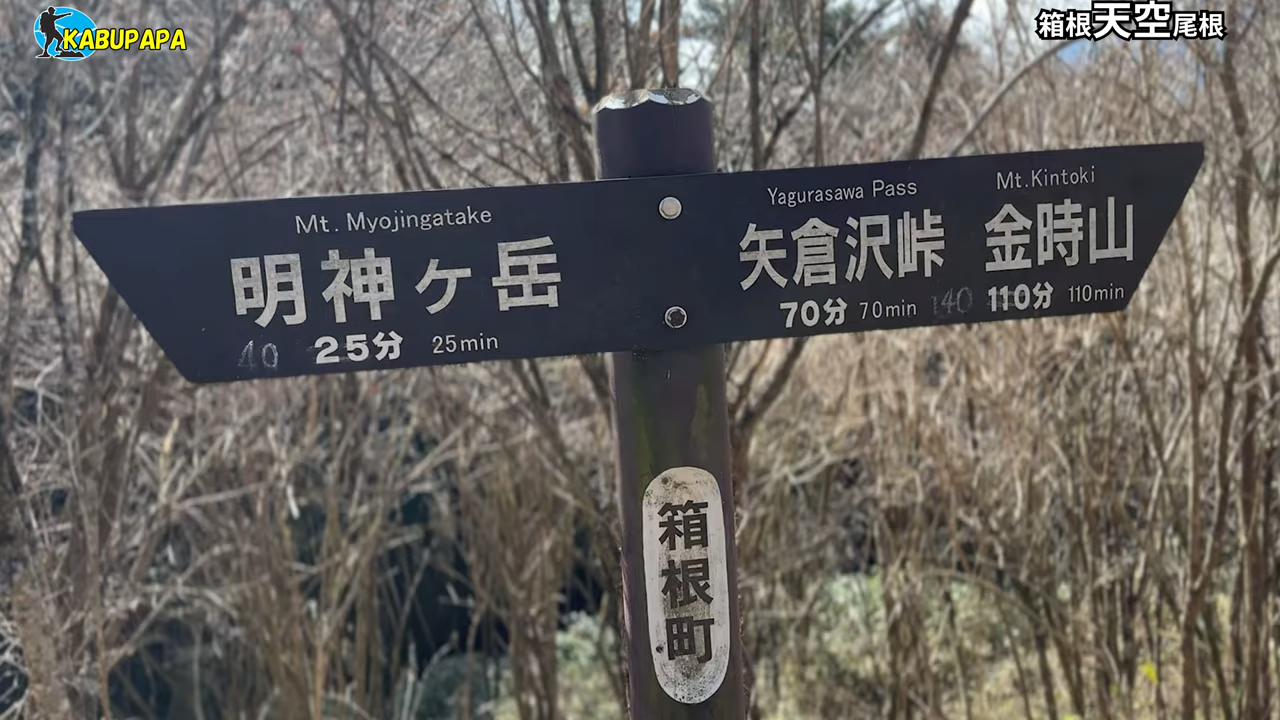 KABUPAPA
箱根天空尾根
Mt. Myojingatake
明神ヶ岳
40 25分 25min
Yagurasawa Pass Mt.Kintoki
矢倉沢峠 金時山
70分 70min 140 110分 110min
箱根町